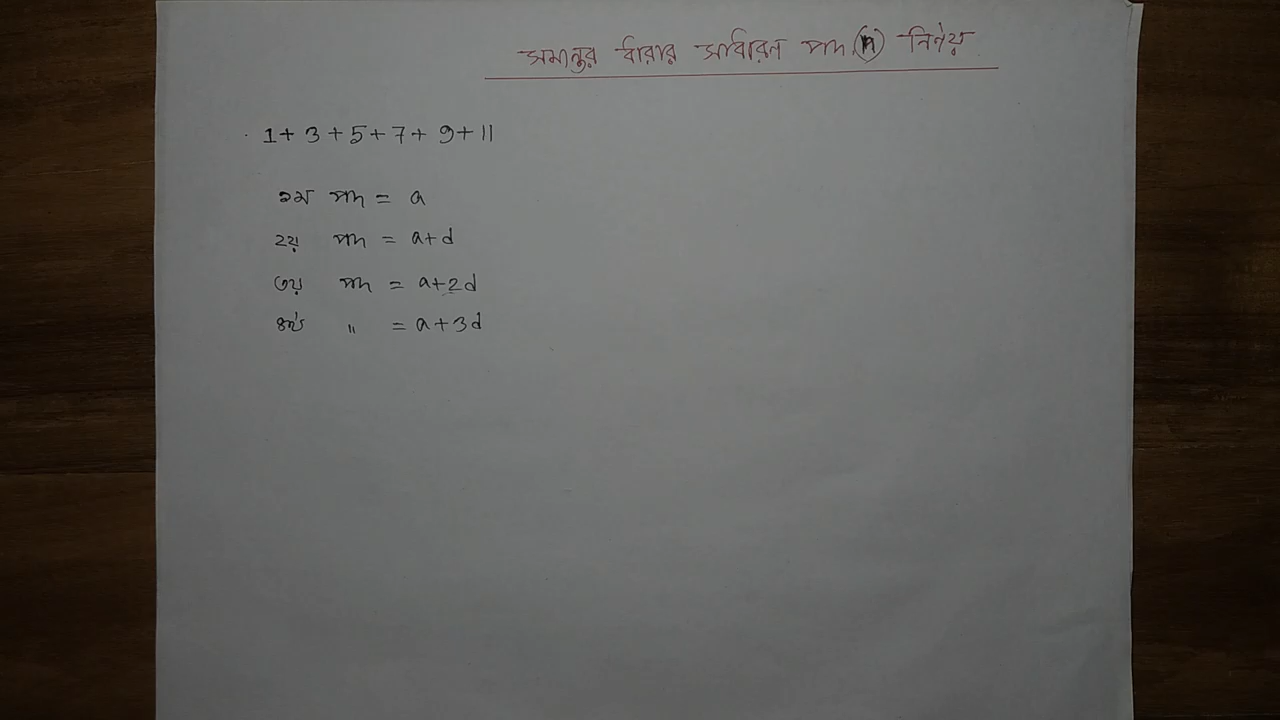 সমান্তর ধারার সাধারন পদ (n) নির্ণয়
1+ 3 + 5 + 7 + 9 + 11
১ম পদ = a
২য় পদ = a+d
৩য় পদ = a+2d
৪র্থ " = a+3d